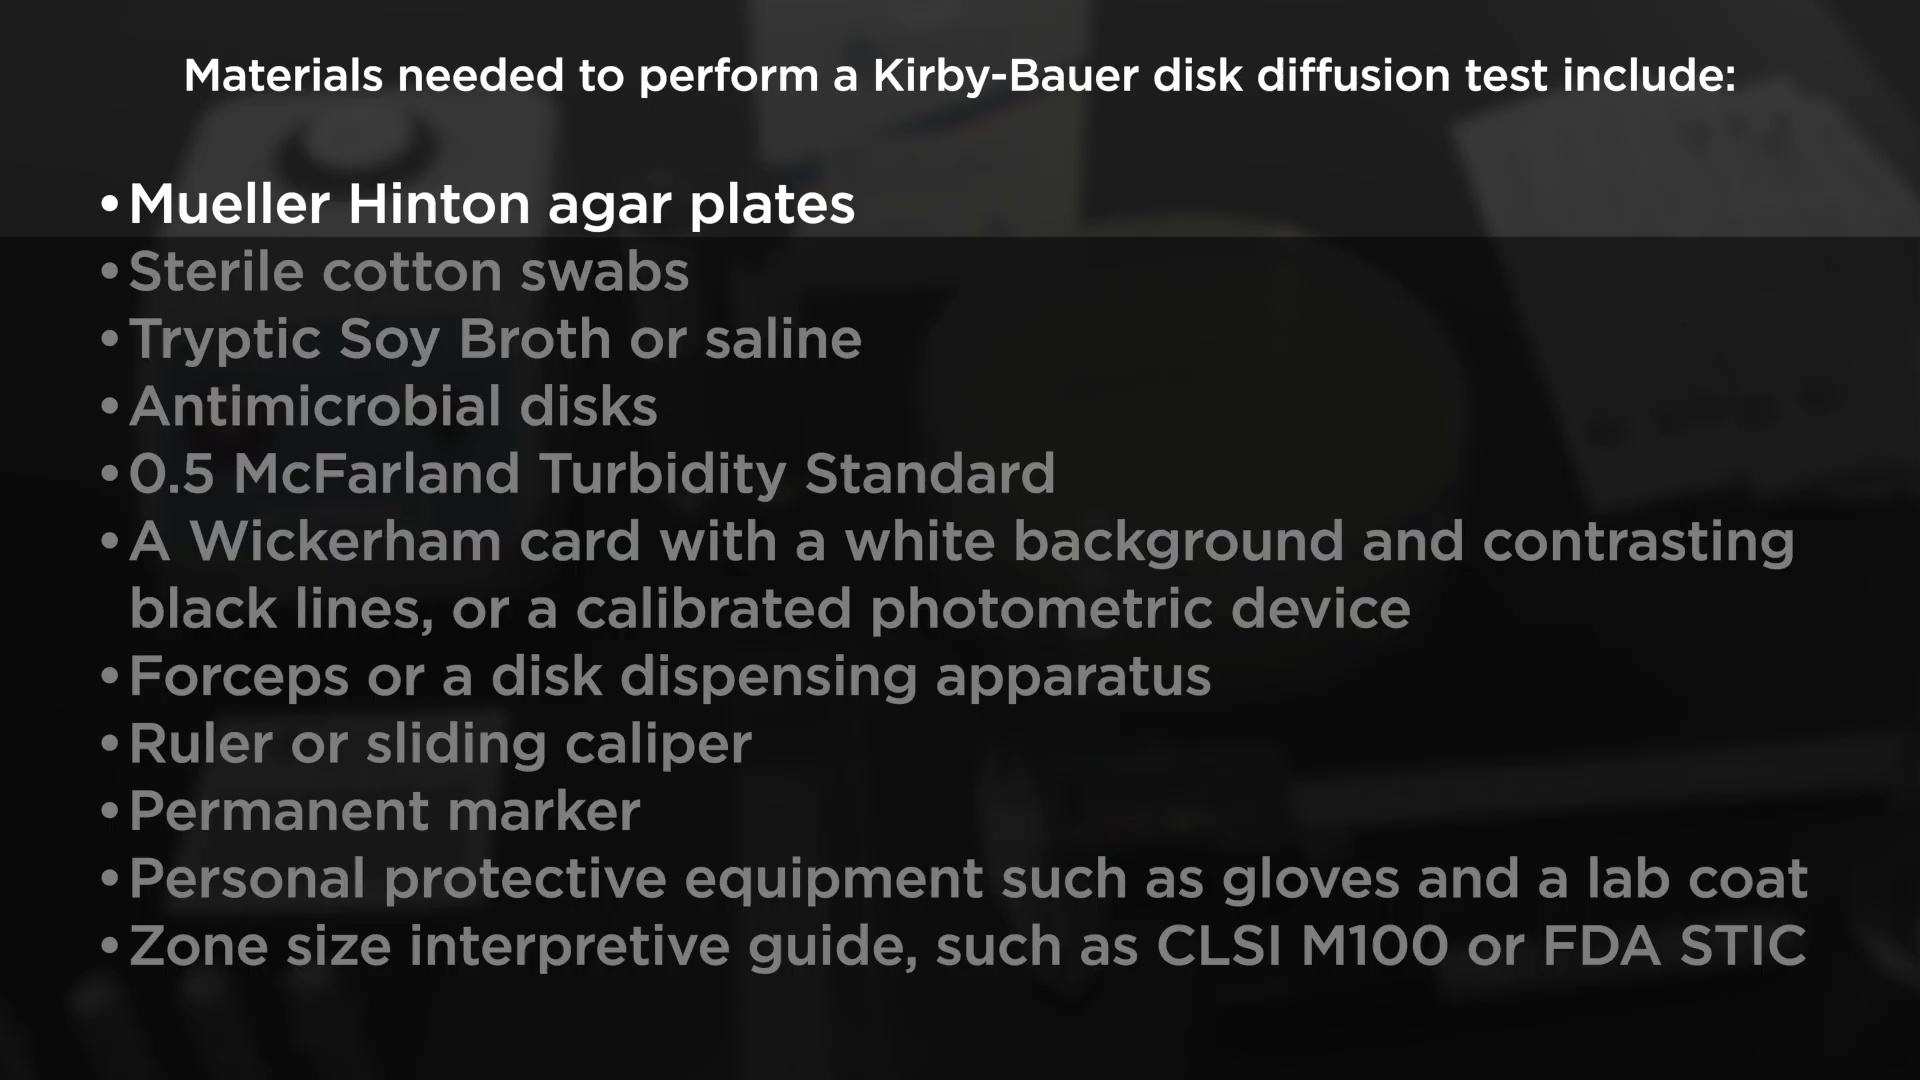 Materials needed to perform a Kirby-Bauer disk diffusion test include:
•Mueller Hinton agar plates
•Sterile cotton swabs
•Tryptic Soy Broth or saline
•Antimicrobial disks
•0.5 McFarland Turbidity Standard
•A Wickerham card with a white background and contrasting
black lines, or a calibrated photometric device
•Forceps or a disk dispensing apparatus
•Ruler or sliding caliper
•Permanent marker
•Personal protective equipment such as gloves and a lab coat
•Zone size interpretive guide, such as CLSI M100 or FDA STIC